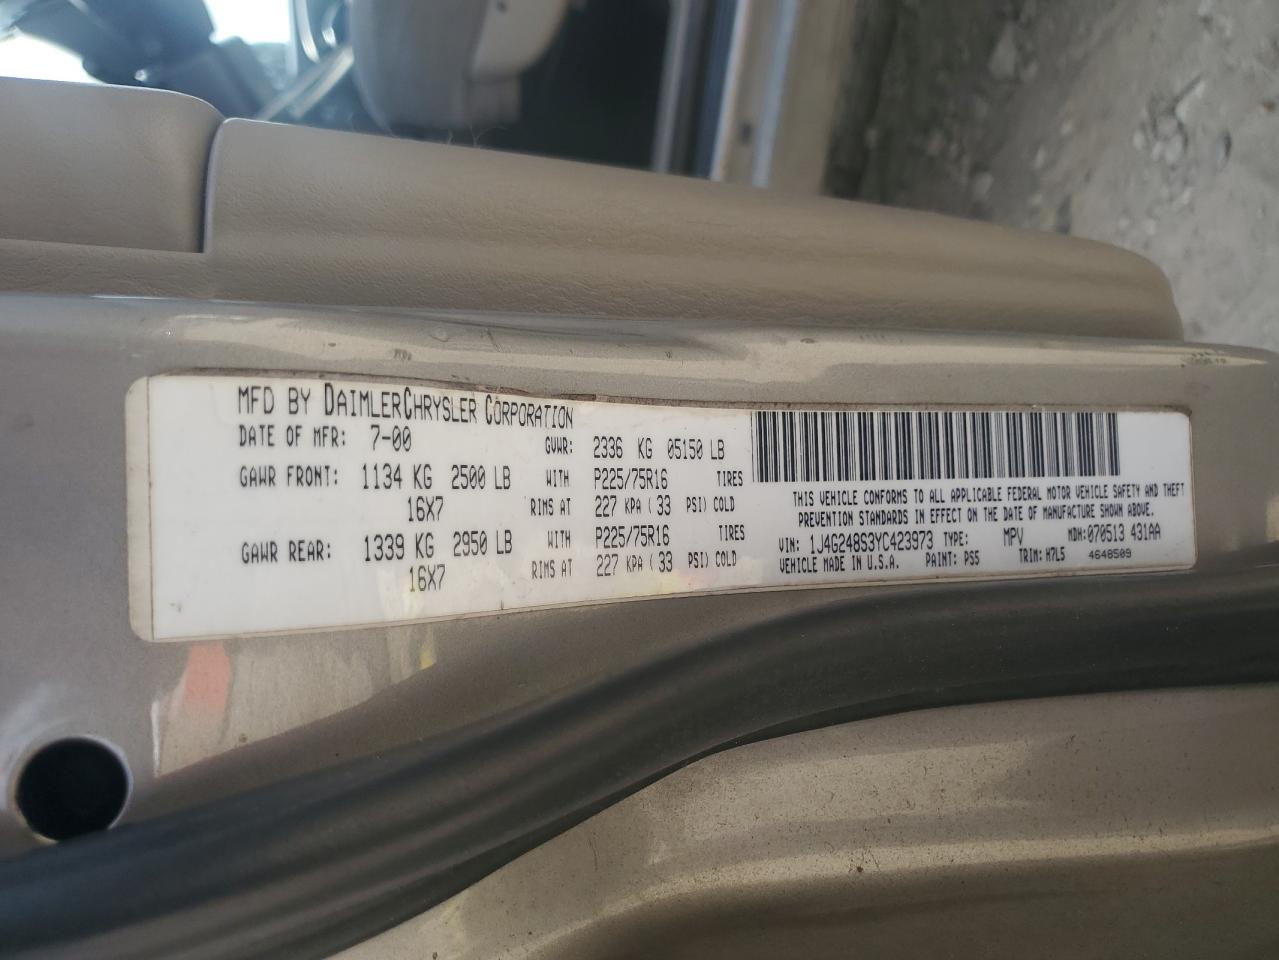 MFD BY DAIMLERCHRYSLER CORPORATION
DATE OF MFR: 7-00 GVWR: 2336 KG 05150 LB
GAWR FRONT: 1134 KG 2500 LB WITH P225/75R16 TIRES
16X7 RIMS AT 227 KPA ( 33 PSI) COLD
GAWR REAR: 1339 KG 2950 LB WITH P225/75R16 TIRES
16X7 RIMS AT 227 KPA ( 33 PSI) COLD
THIS VEHICLE CONFORMS TO ALL APPLICABLE FEDERAL MOTOR VEHICLE SAFETY AND THEFT
PREVENTION STANDARDS IN EFFECT ON THE DATE OF MANUFACTURE SHOWN ABOVE.
VIN: 1J4G248S3YC423973 TYPE: MPV MDH: 070513 431AA
VEHICLE MADE IN U.S.A. PAINT: PS5 TRIM: H7L5 4648509